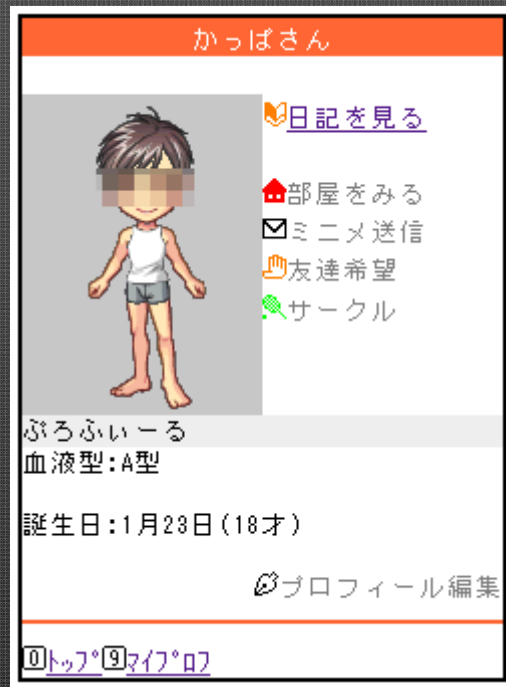 かっぱさん
日記を見る
部屋をみる
ミニメ送信
友達希望
サークル
ぷろふぃーる
血液型:A型
誕生日:1月23日(18才)
プロフィール編集
0ﾄｯﾌﾟ9ﾏｲﾌﾟﾛﾌ